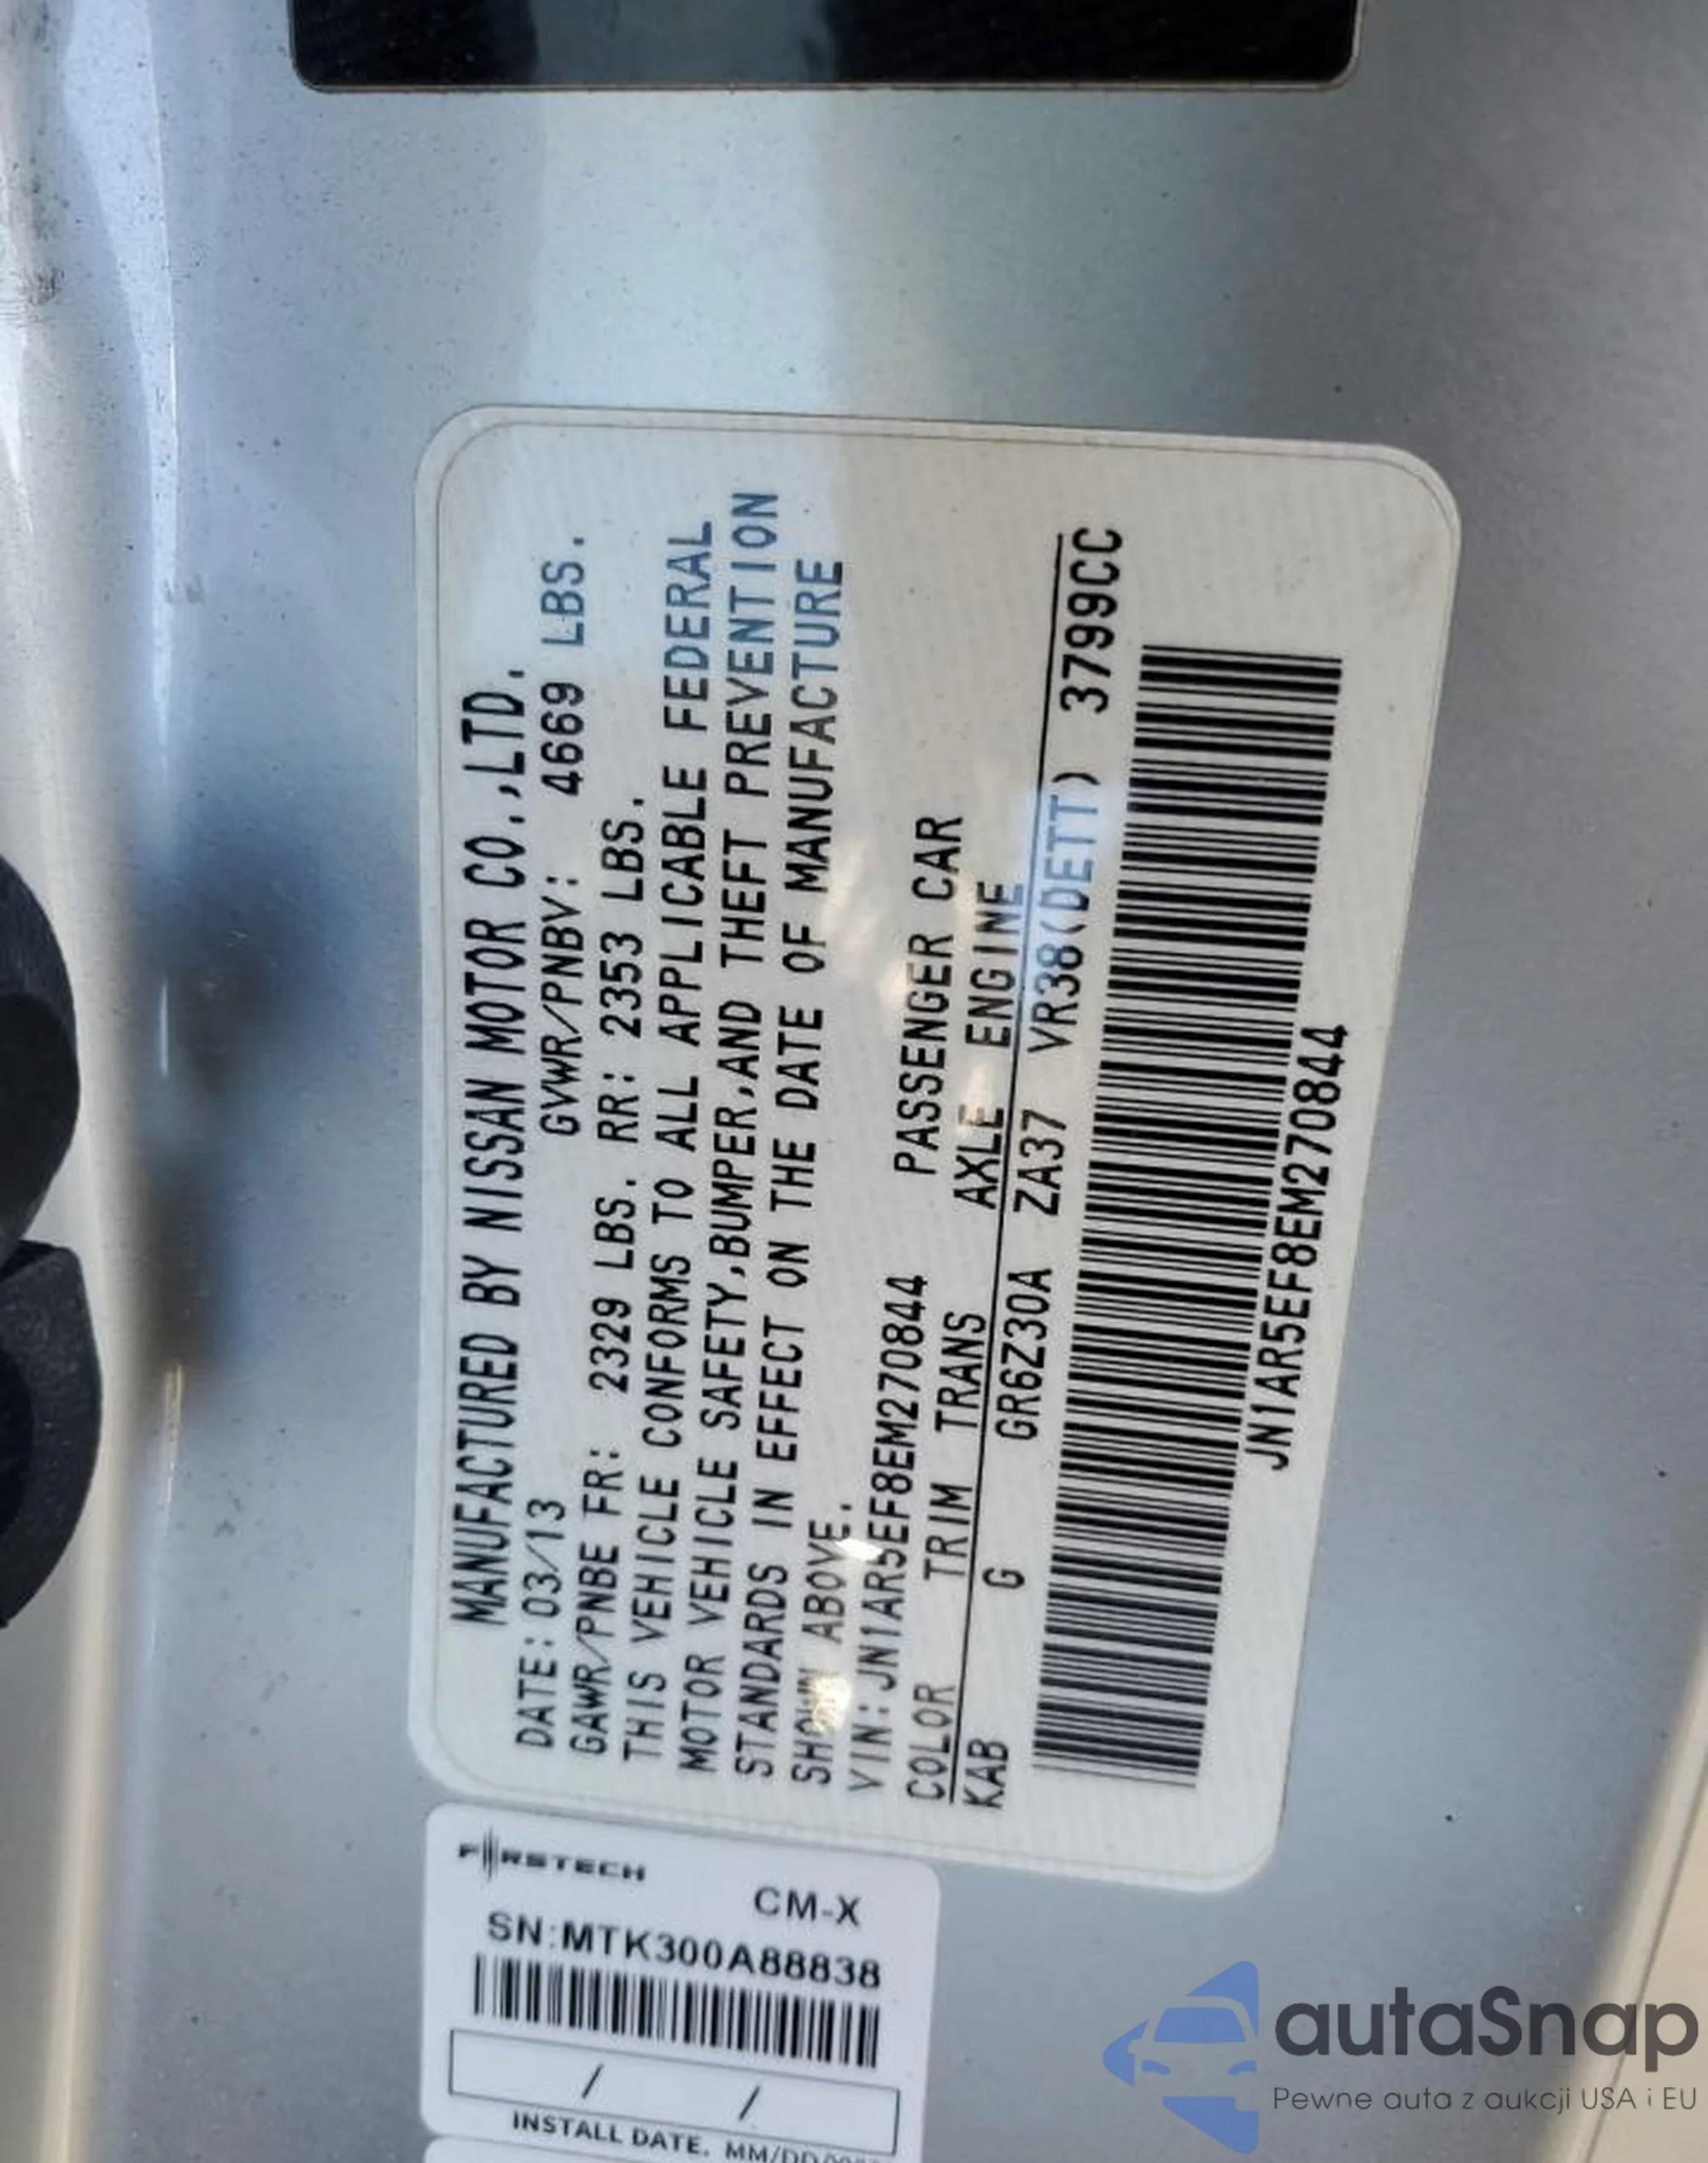 MANUFACTURED BY NISSAN MOTOR CO.,LTD.
DATE: 03/13 GVWR/PNBV: 4669 LBS.
GAWR/PNBE FR: 2329 LBS. RR: 2353 LBS.
THIS VEHICLE CONFORMS TO ALL APPLICABLE FEDERAL
MOTOR VEHICLE SAFETY,BUMPER,AND THEFT PREVENTION
STANDARDS IN EFFECT ON THE DATE OF MANUFACTURE
SHOWN ABOVE.
VIN:JN1AR5EF8EM270844 PASSENGER CAR
COLOR TRIM TRANS AXLE ENGINE
KAB G GR6Z30A ZA37 VR38(DETT) 3799CC
JN1AR5EF8EM270844
FIRSTECH
CM-X
SN:MTK300A88838
/ /
INSTALL DATE.
autaSnap
Pewne auta z aukcji USA i EU